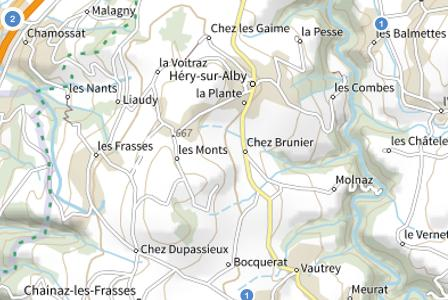 Malagny
2
Chamossat
Chez les Gaime
la Pesse
1
les Balmettes
la Voitraz
Héry-sur-Alby
les Nants
Liaudy
la Plante
les Combes
667
Chez Brunier
les Monts
les Frasses
les Châtele
Molnaz
Chez Dupassieux
le Vernet
Bocquerat
Vautrey
Chainaz-les-Frasses
1
Meurat